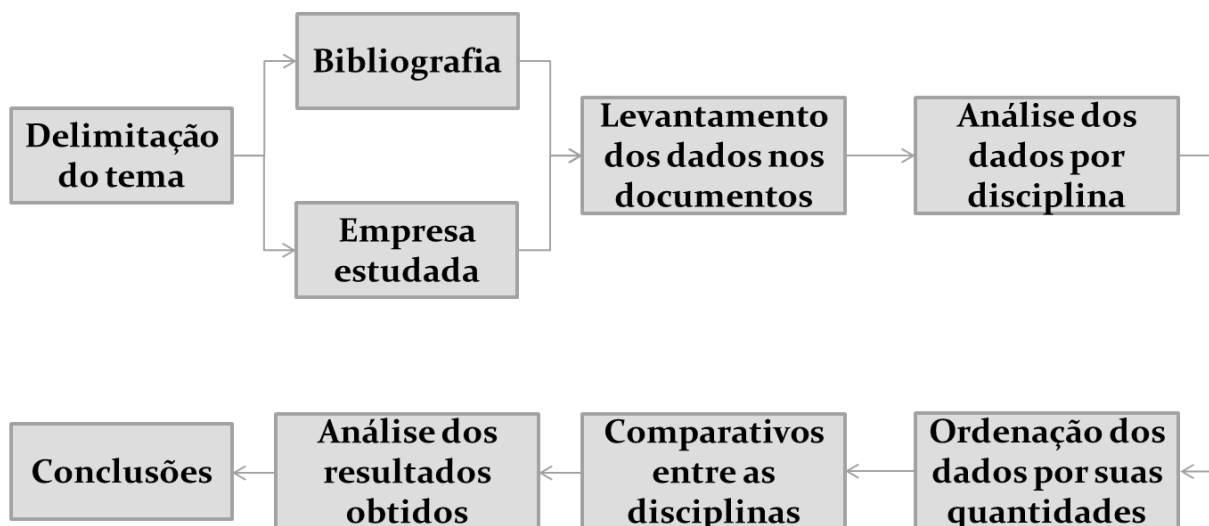 Delimitação
do tema
Bibliografia
Empresa
estudada
Levantamento
dos dados nos
documentos
Análise dos
dados por
disciplina
Ordenação dos
dados por suas
quantidades
Comparativos
entre as
disciplinas
Análise dos
resultados
obtidos
Conclusões